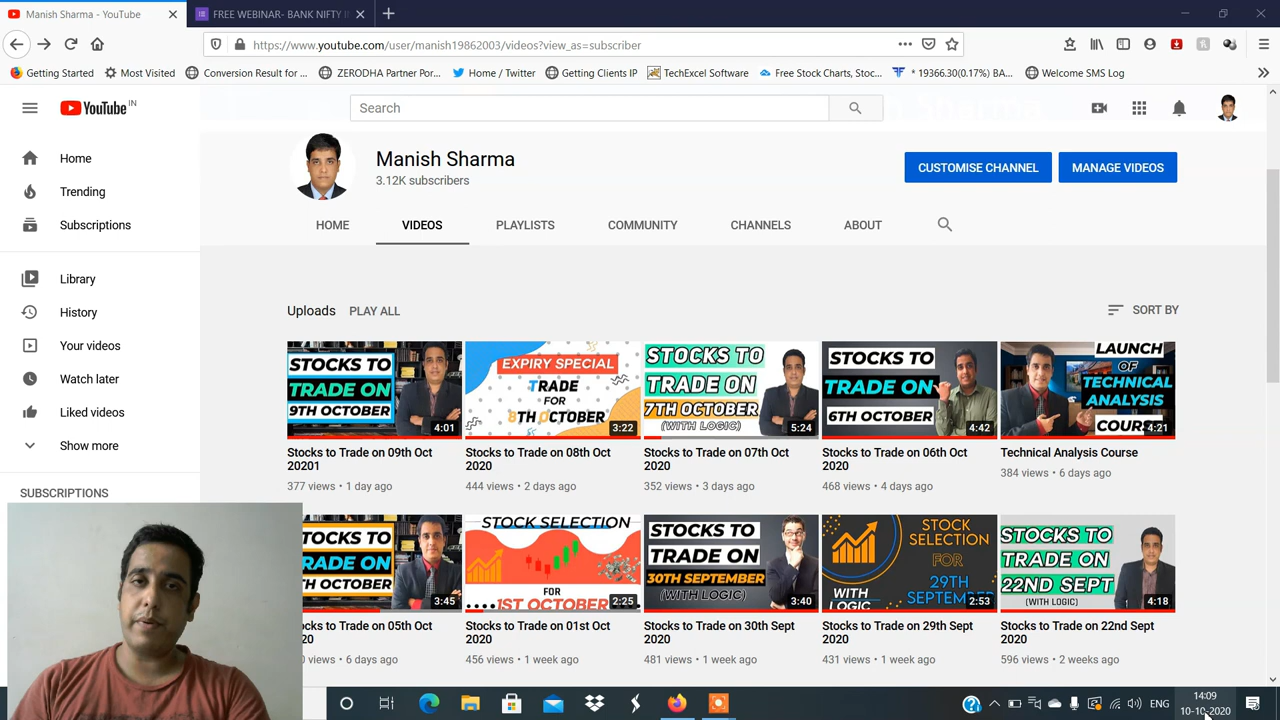 Manish Sharma - YouTube
FREE WEBINAR- BANK NIFTY I
https://www.youtube.com/user/manish19862003/videos?view_as=subscriber
Getting Started
Most Visited
Conversion Result for ...
ZERODHA Partner Por...
Home / Twitter
Getting Clients IP
TechExcel Software
Free Stock Charts, Stoc...
* 19366.30(0.17%) BA...
Welcome SMS Log
YouTube IN
Search
Home
Trending
Subscriptions
Library
History
Your videos
Watch later
Liked videos
Show more
SUBSCRIPTIONS
Manish Sharma
3.12K subscribers
CUSTOMISE CHANNEL
MANAGE VIDEOS
HOME
VIDEOS
PLAYLISTS
COMMUNITY
CHANNELS
ABOUT
Uploads
PLAY ALL
SORT BY
STOCKS TO
TRADE ON
9TH OCTOBER
4:01
Stocks to Trade on 09th Oct
20201
377 views • 1 day ago
EXPIRY SPECIAL
TRADE
FOR
8TH OCTOBER
3:22
Stocks to Trade on 08th Oct
2020
444 views • 2 days ago
STOCKS TO
TRADE ON
7TH OCTOBER
(WITH LOGIC)
5:24
Stocks to Trade on 07th Oct
2020
352 views • 3 days ago
STOCKS TO
TRADE ON
6TH OCTOBER
4:42
Stocks to Trade on 06th Oct
2020
468 views • 4 days ago
LAUNCH
OF
TECHNICAL
ANALYSIS
COURS
4:21
Technical Analysis Course
384 views • 6 days ago
STOCKS TO
TRADE ON
TH OCTOBER
3:45
cks to Trade on 05th Oct
20
0 views • 6 days ago
STOCK SELECTION
FOR
1ST OCTOBER
2:25
Stocks to Trade on 01st Oct
2020
456 views • 1 week ago
STOCKS TO
TRADE ON
30TH SEPTEMBER
(WITH LOGIC)
3:40
Stocks to Trade on 30th Sept
2020
481 views • 1 week ago
STOCK
SELECTION
FOR
29TH
SEPTEMBE
WITH
LOGIC
2:53
Stocks to Trade on 29th Sept
2020
431 views • 1 week ago
STOCKS TO
TRADE ON
22ND SEPT
(WITH LOGIC)
4:18
Stocks to Trade on 22nd Sept
2020
596 views • 2 weeks ago
ENG
14:09
10-10-2020